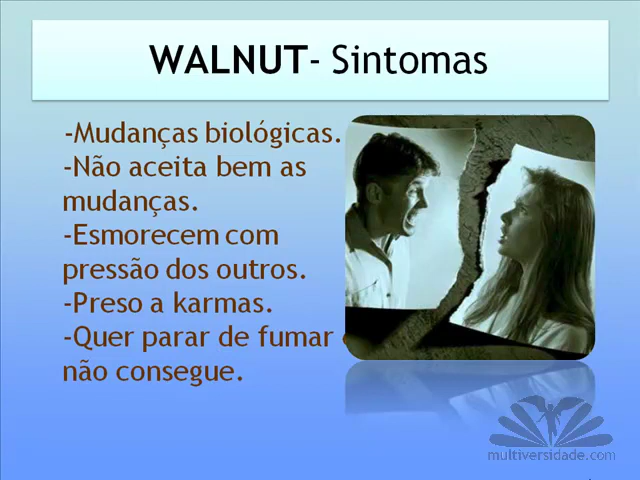 WALNUT- Sintomas
-Mudanças biológicas.
-Não aceita bem as
mudanças.
-Esmorecem com
pressão dos outros.
-Preso a karmas.
-Quer parar de fumar
não consegue.
multiversidade.com